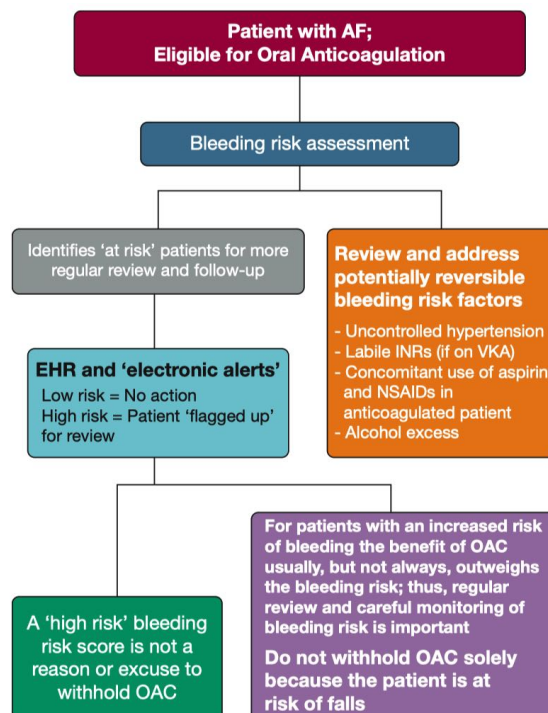 Patient with AF;
Eligible for Oral Anticoagulation
Bleeding risk assessment
Identifies ‘at risk’ patients for more
regular review and follow-up
Review and address
potentially reversible
bleeding risk factors
- Uncontrolled hypertension
- Labile INRs (if on VKA)
- Concomitant use of aspirin
and NSAIDs in
anticoagulated patient
- Alcohol excess
EHR and ‘electronic alerts’
Low risk = No action
High risk = Patient ‘flagged up’
for review
A ‘high risk’ bleeding
risk score is not a
reason or excuse to
withhold OAC
For patients with an increased risk
of bleeding the benefit of OAC
usually, but not always, outweighs
the bleeding risk; thus, regular
review and careful monitoring of
bleeding risk is important
Do not withhold OAC solely
because the patient is at
risk of falls